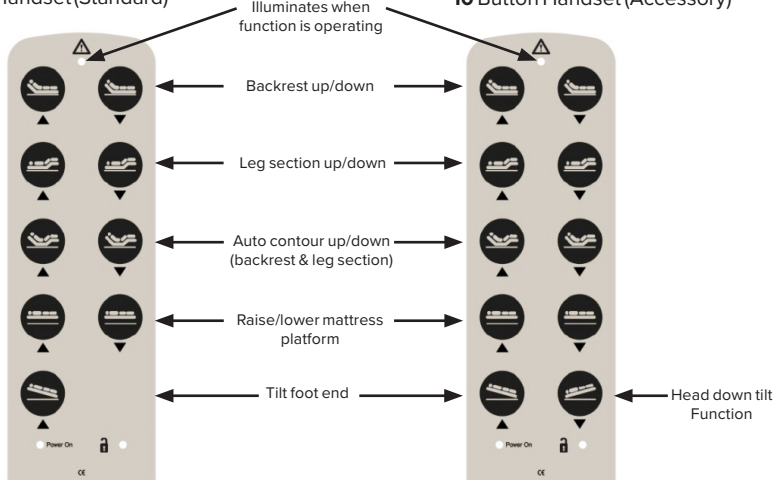 Handset (Standard)
10 Button Handset (Accessory)
Illuminates when
function is operating
Backrest up/down
Leg section up/down
Auto contour up/down
(backrest & leg section)
Raise/lower mattress
platform
Tilt foot end
Head down tilt
Function
Power On
CE
Power On
CE